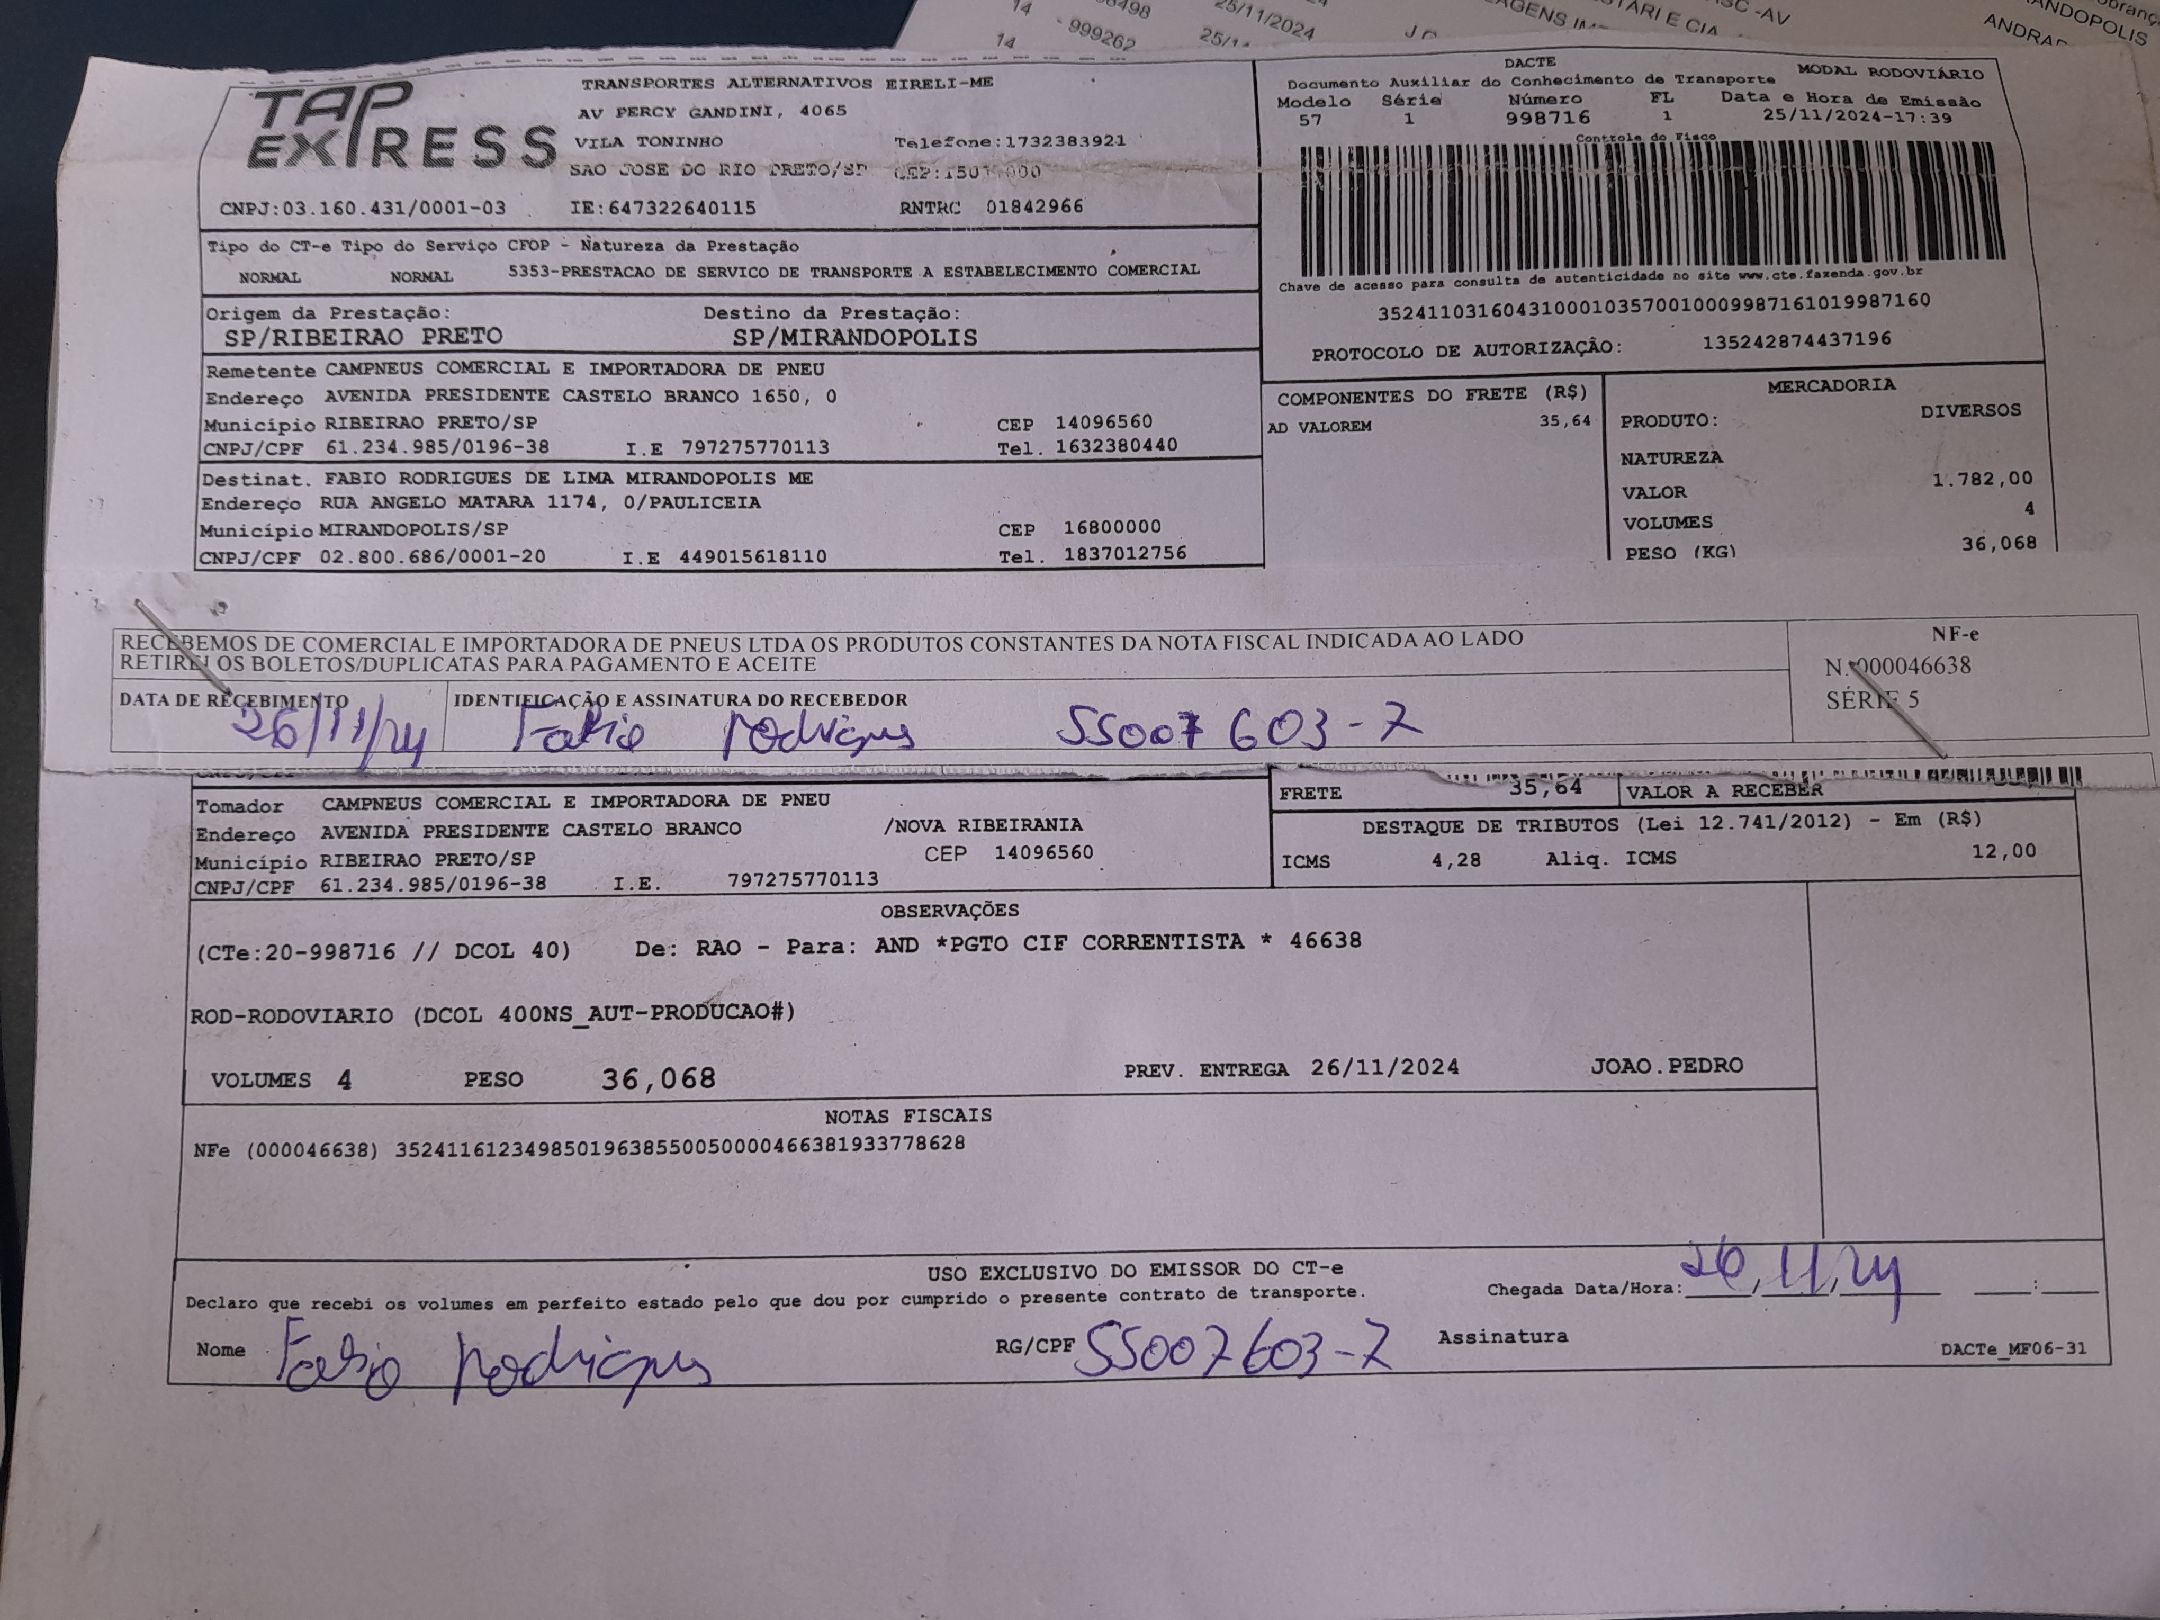 14 25/11/2024
14 999262
ANDOPOLIS
TAP EXPRESS
TRANSPORTES ALTERNATIVOS EIRELI-ME
AV PERCY GANDINI, 4065
VILA TONINHO Telefone:1732383921
SAO JOSE DO RIO PRETO/SP
CNPJ:03.160.431/0001-03 IE:647322640115 RNTRC 01842966
DACTE MODAL RODOVIÁRIO
Documento Auxiliar do Conhecimento de Transporte
Modelo Série Número FL Data e Hora de Emissão
57 1 998716 1 25/11/2024-17:39
Controle do Fisco
Chave de acesso para consulta de autenticidade no site www.cte.fazenda.gov.br
35241103160431000103570010009987161019987160
PROTOCOLO DE AUTORIZAÇÃO: 135242874437196
Tipo do CT-e Tipo do Serviço CFOP - Natureza da Prestação
NORMAL NORMAL 5353-PRESTACAO DE SERVICO DE TRANSPORTE A ESTABELECIMENTO COMERCIAL
Origem da Prestação: Destino da Prestação:
SP/RIBEIRAO PRETO SP/MIRANDOPOLIS
Remetente CAMPNEUS COMERCIAL E IMPORTADORA DE PNEU
Endereço AVENIDA PRESIDENTE CASTELO BRANCO 1650, 0
Município RIBEIRAO PRETO/SP CEP 14096560
CNPJ/CPF 61.234.985/0196-38 I.E 797275770113 Tel. 1632380440
Destinat. FABIO RODRIGUES DE LIMA MIRANDOPOLIS ME
Endereço RUA ANGELO MATARA 1174, 0/PAULICEIA
Município MIRANDOPOLIS/SP CEP 16800000
CNPJ/CPF 02.800.686/0001-20 I.E 449015618110 Tel. 1837012756
COMPONENTES DO FRETE (R$)
AD VALOREM 35,64
MERCADORIA
PRODUTO: DIVERSOS
NATUREZA
VALOR 1.782,00
VOLUMES 4
PESO (KG) 36,068
RECEBEMOS DE COMERCIAL E IMPORTADORA DE PNEUS LTDA OS PRODUTOS CONSTANTES DA NOTA FISCAL INDICADA AO LADO
RETIREI OS BOLETOS/DUPLICATAS PARA PAGAMENTO E ACEITE
NF-e
N. 000046638
SÉRIE 5
DATA DE RECEBIMENTO IDENTIFICAÇÃO E ASSINATURA DO RECEBEDOR
26/11/24 Fabio Rodrigues 55007603-7
FRETE 35,64 VALOR A RECEBER
Tomador CAMPNEUS COMERCIAL E IMPORTADORA DE PNEU
Endereço AVENIDA PRESIDENTE CASTELO BRANCO /NOVA RIBEIRANIA
Município RIBEIRAO PRETO/SP CEP 14096560
CNPJ/CPF 61.234.985/0196-38 I.E. 797275770113
DESTAQUE DE TRIBUTOS (Lei 12.741/2012) - Em (R$)
ICMS 4,28 Aliq. ICMS 12,00
OBSERVAÇÕES
(CTe:20-998716 // DCOL 40) De: RAO - Para: AND *PGTO CIF CORRENTISTA * 46638
ROD-RODOVIARIO (DCOL 400NS_AUT-PRODUCAO#)
VOLUMES 4 PESO 36,068 PREV. ENTREGA 26/11/2024 JOAO.PEDRO
NOTAS FISCAIS
NFe (000046638) 35241161234985019638550050000466381933778628
USO EXCLUSIVO DO EMISSOR DO CT-e
Declaro que recebi os volumes em perfeito estado pelo que dou por cumprido o presente contrato de transporte.
Chegada Data/Hora: 26,11,24 :
Nome Fabio Rodrigues RG/CPF 55007603-7 Assinatura
DACTe_MF06-31